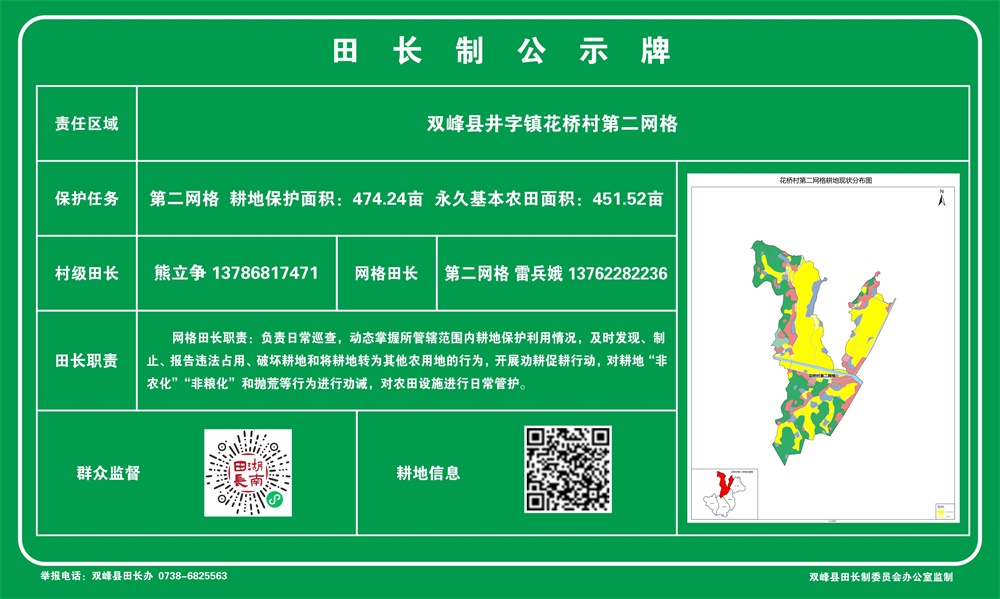 田长制公示牌
责任区域
双峰县井字镇花桥村第二网格
保护任务
第二网格 耕地保护面积：474.24亩 永久基本农田面积：451.52亩
花桥村第二网格耕地现状分布图
N
村级田长
熊立争 13786817471
网格田长
第二网格 雷兵娥 13762282236
田长职责
网格田长职责：负责日常巡查，动态掌握所管辖范围内耕地保护利用情况，及时发现、制
止、报告违法占用、破坏耕地和将耕地转为其他农用地的行为，开展劝耕促耕行动，对耕地“非
农化”“非粮化”和抛荒等行为进行劝诫，对农田设施进行日常管护。
花桥村第二网格
群众监督
田長
湖南
耕地信息
举报电话：双峰县田长办 0738-6825563
双峰县田长制委员会办公室监制